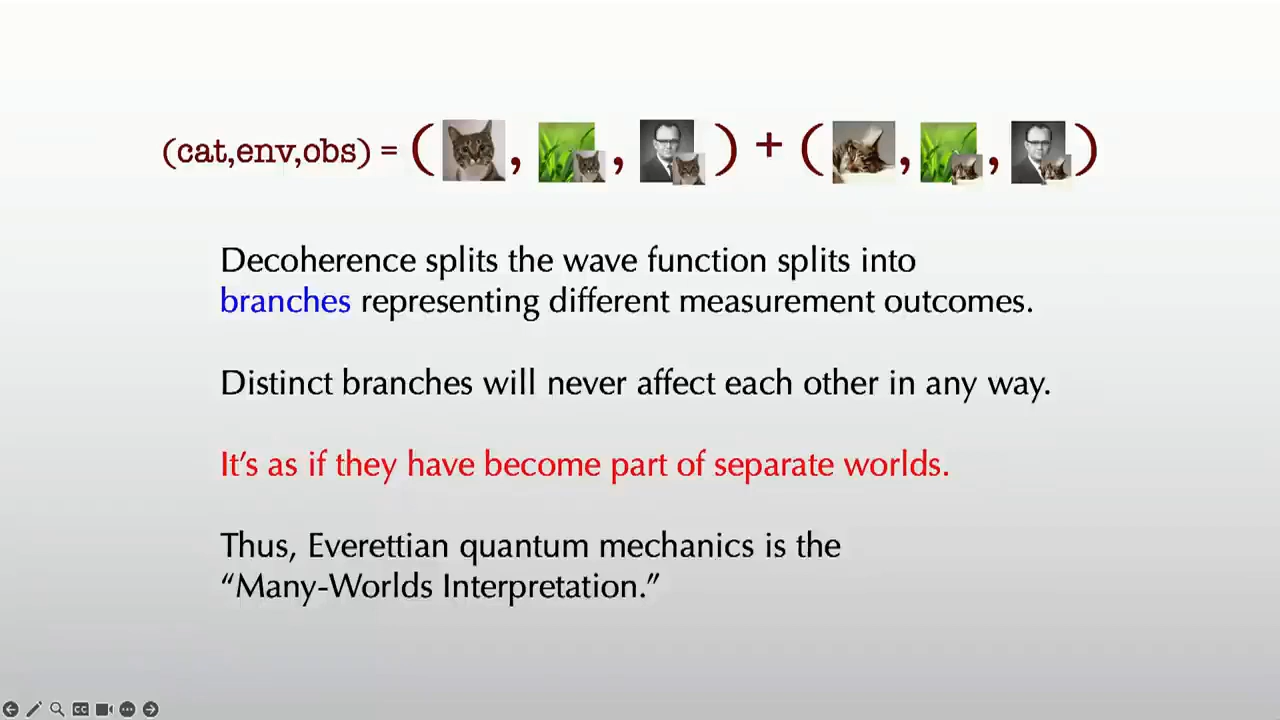 (cat,env,obs) = ( , , ) + ( , , )
Decoherence splits the wave function splits into
branches representing different measurement outcomes.
Distinct branches will never affect each other in any way.
It’s as if they have become part of separate worlds.
Thus, Everettian quantum mechanics is the
“Many-Worlds Interpretation.”
CC